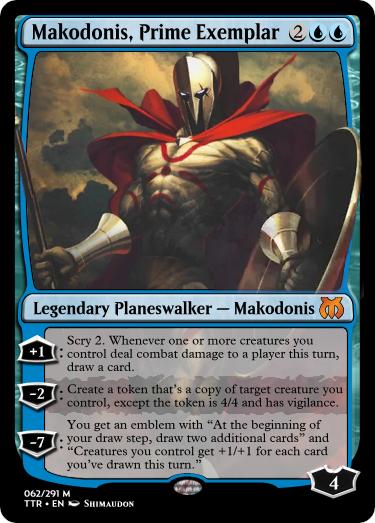 Makodonis, Prime Exemplar 2
Legendary Planeswalker — Makodonis
+1: Scry 2. Whenever one or more creatures you
control deal combat damage to a player this turn,
draw a card.
-2: Create a token that's a copy of target creature you
control, except the token is 4/4 and has vigilance.
-7: You get an emblem with “At the beginning of
your draw step, draw two additional cards” and
“Creatures you control get +1/+1 for each card
you've drawn this turn.”
4
062/291 M
TTR • EN Shimaudon